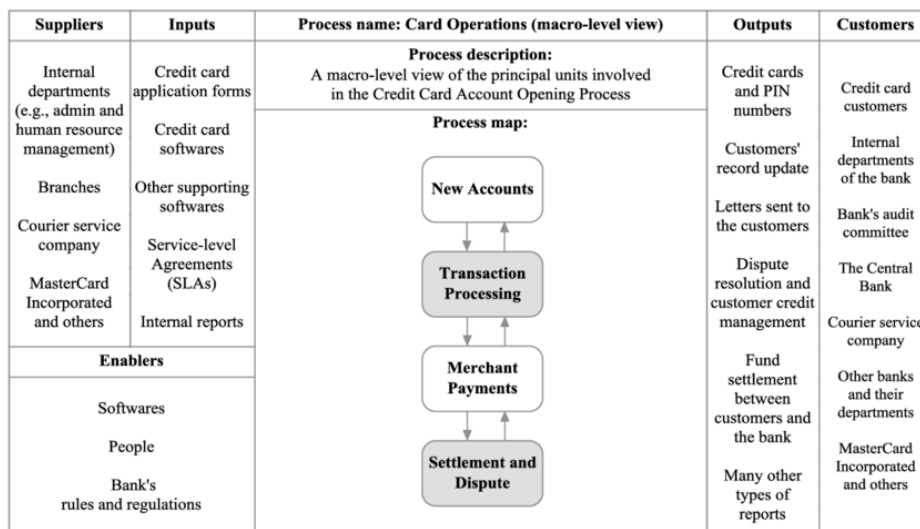 Suppliers
Internal
departments
(e.g., admin and
human resource
management)
Branches
Courier service
company
MasterCard
Incorporated
and others
Inputs
Credit card
application forms
Credit card
softwares
Other supporting
softwares
Service-level
Agreements
(SLAs)
Internal reports
Enablers
Softwares
People
Bank's
rules and regulations
Process name: Card Operations (macro-level view)
Process description:
A macro-level view of the principal units involved
in the Credit Card Account Opening Process
Process map:
New Accounts
Transaction
Processing
Merchant
Payments
Settlement and
Dispute
Outputs
Credit cards
and PIN
numbers
Customers'
record update
Letters sent to
the customers
Dispute
resolution and
customer credit
management
Fund
settlement
between
customers and
the bank
Many other
types of
reports
Customers
Credit card
customers
Internal
departments
of the bank
Bank's audit
committee
The Central
Bank
Courier service
company
Other banks
and their
departments
MasterCard
Incorporated
and others